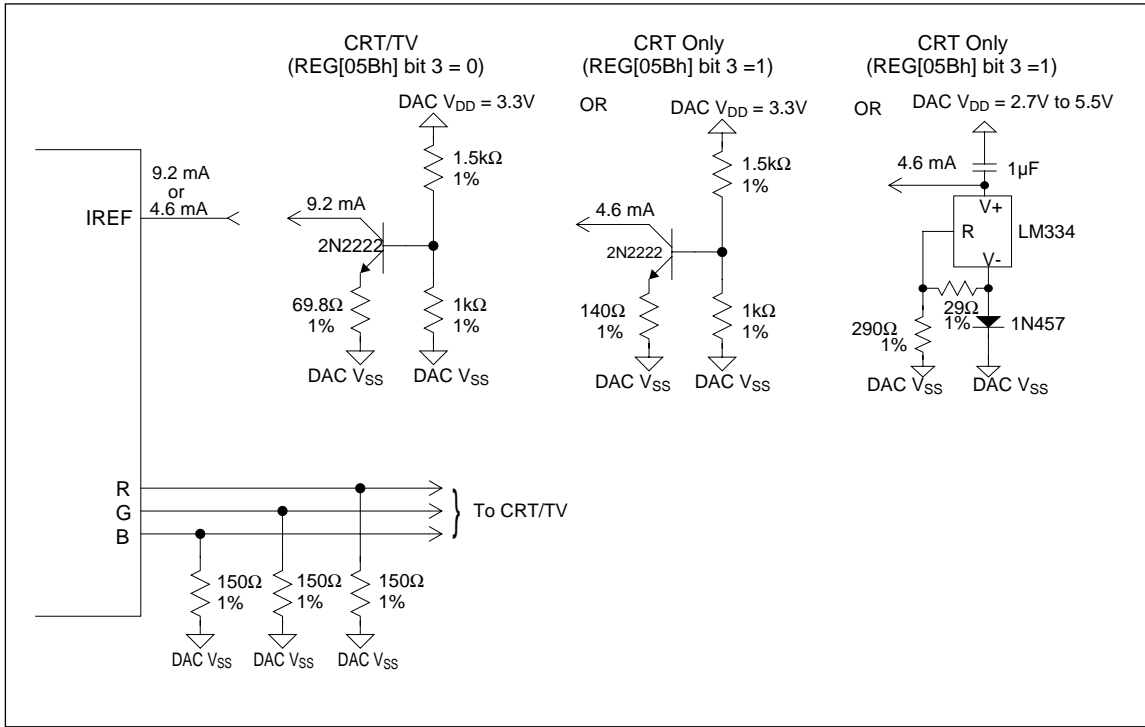 CRT/TV
(REG[05Bh] bit 3 = 0)
DAC VDD = 3.3V
1.5kΩ
1%
9.2 mA
2N2222
69.8Ω
1%
1kΩ
1%
DAC VSS
DAC VSS
OR
CRT Only
(REG[05Bh] bit 3 =1)
DAC VDD = 3.3V
1.5kΩ
1%
4.6 mA
2N2222
140Ω
1%
1kΩ
1%
DAC VSS
DAC VSS
OR
CRT Only
(REG[05Bh] bit 3 =1)
DAC VDD = 2.7V to 5.5V
4.6 mA
1µF
V+
R
LM334
V-
29Ω
1%
1N457
290Ω
1%
DAC VSS
DAC VSS
9.2 mA
or
4.6 mA
IREF
R
G
B
To CRT/TV
150Ω
1%
150Ω
1%
150Ω
1%
DAC VSS
DAC VSS
DAC VSS